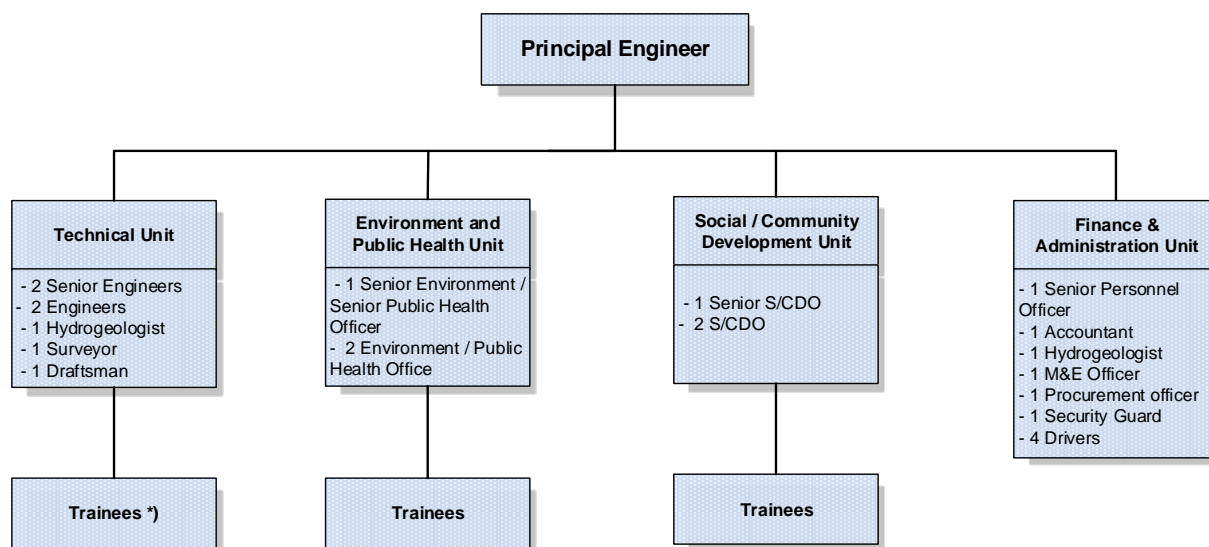 Principal Engineer
Technical Unit
- 2 Senior Engineers
- 2 Engineers
- 1 Hydrogeologist
- 1 Surveyor
- 1 Draftsman
Trainees *)
Environment and
Public Health Unit
- 1 Senior Environment /
Senior Public Health
Officer
- 2 Environment / Public
Health Office
Trainees
Social / Community
Development Unit
- 1 Senior S/CDO
- 2 S/CDO
Trainees
Finance &
Administration Unit
- 1 Senior Personnel
Officer
- 1 Accountant
- 1 Hydrogeologist
- 1 M&E Officer
- 1 Procurement officer
- 1 Security Guard
- 4 Drivers